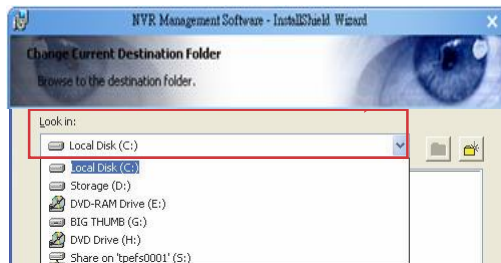 NVR Management Software - InstallShield Wizard
Change Current Destination Folder
Browse to the destination folder.
Look in:
Local Disk (C:)
Local Disk (C:)
Storage (D:)
DVD-RAM Drive (E:)
BIG THUMB (G:)
DVD Drive (H:)
Share on 'tpefs0001' (S:)